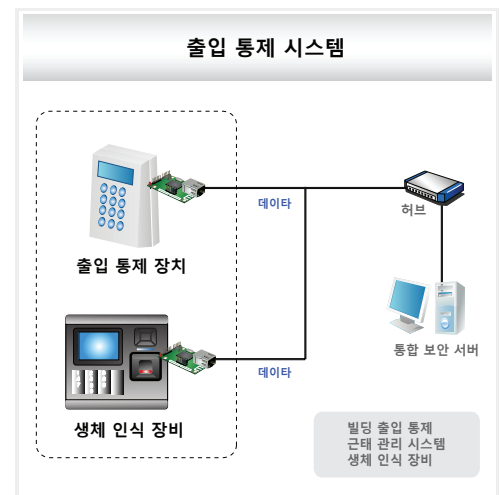 출입 통제 시스템
데이타
허브
출입 통제 장치
통합 보안 서버
데이타
생체 인식 장비
빌딩 출입 통제
근태 관리 시스템
생체 인식 장비